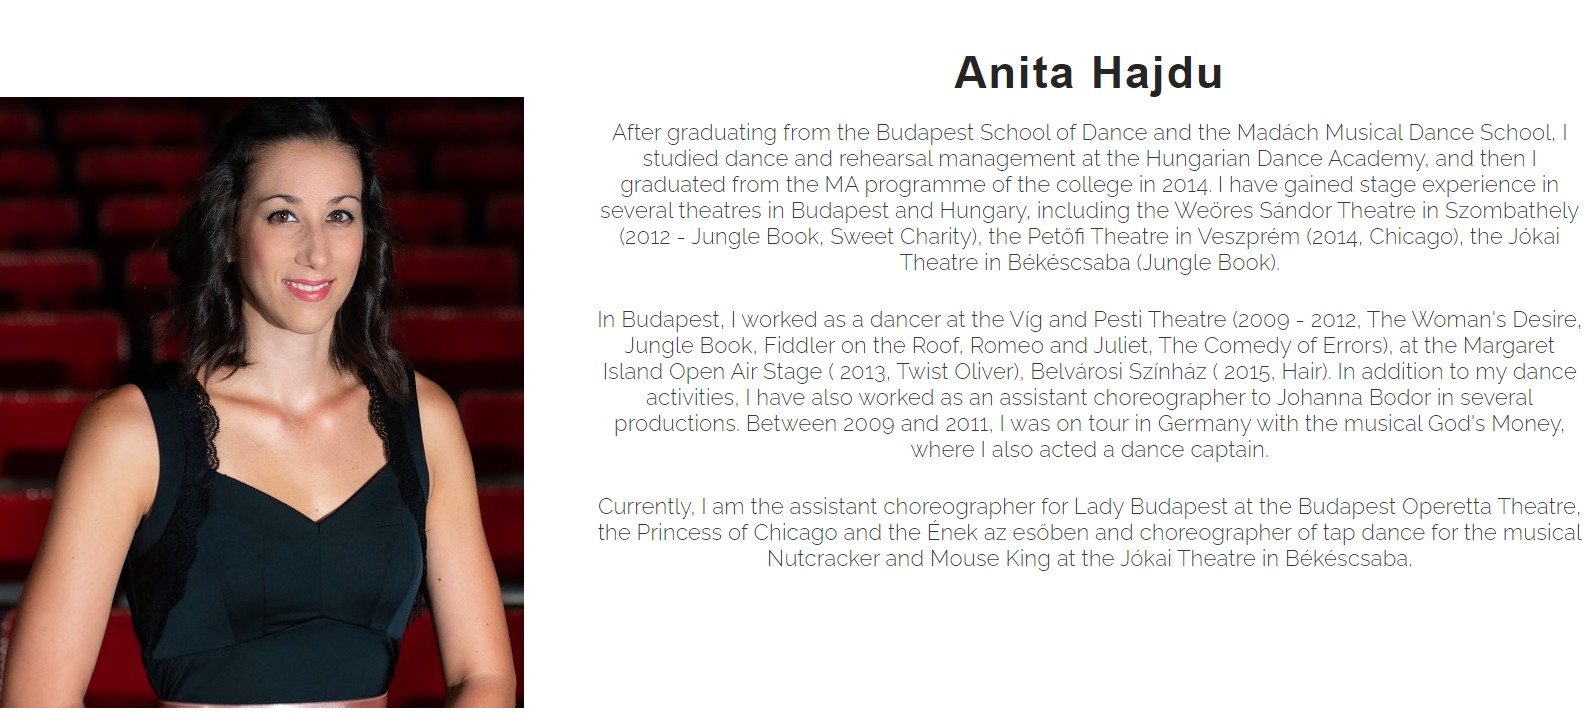 Anita Hajdu
After graduating from the Budapest School of Dance and the Madách Musical Dance School, I
studied dance and rehearsal management at the Hungarian Dance Academy, and then I
graduated from the MA programme of the college in 2014. I have gained stage experience in
several theatres in Budapest and Hungary, including the Weöres Sándor Theatre in Szombathely
(2012 - Jungle Book, Sweet Charity), the Petőfi Theatre in Veszprém (2014, Chicago), the Jókai
Theatre in Békéscsaba (Jungle Book).
In Budapest, I worked as a dancer at the Víg and Pesti Theatre (2009 - 2012, The Woman's Desire,
Jungle Book, Fiddler on the Roof, Romeo and Juliet, The Comedy of Errors), at the Margaret
Island Open Air Stage ( 2013, Twist Oliver), Belvárosi Színház ( 2015, Hair). In addition to my dance
activities, I have also worked as an assistant choreographer to Johanna Bodor in several
productions. Between 2009 and 2011, I was on tour in Germany with the musical God's Money,
where I also acted a dance captain.
Currently, I am the assistant choreographer for Lady Budapest at the Budapest Operetta Theatre,
the Princess of Chicago and the Ének az esőben and choreographer of tap dance for the musical
Nutcracker and Mouse King at the Jókai Theatre in Békéscsaba.